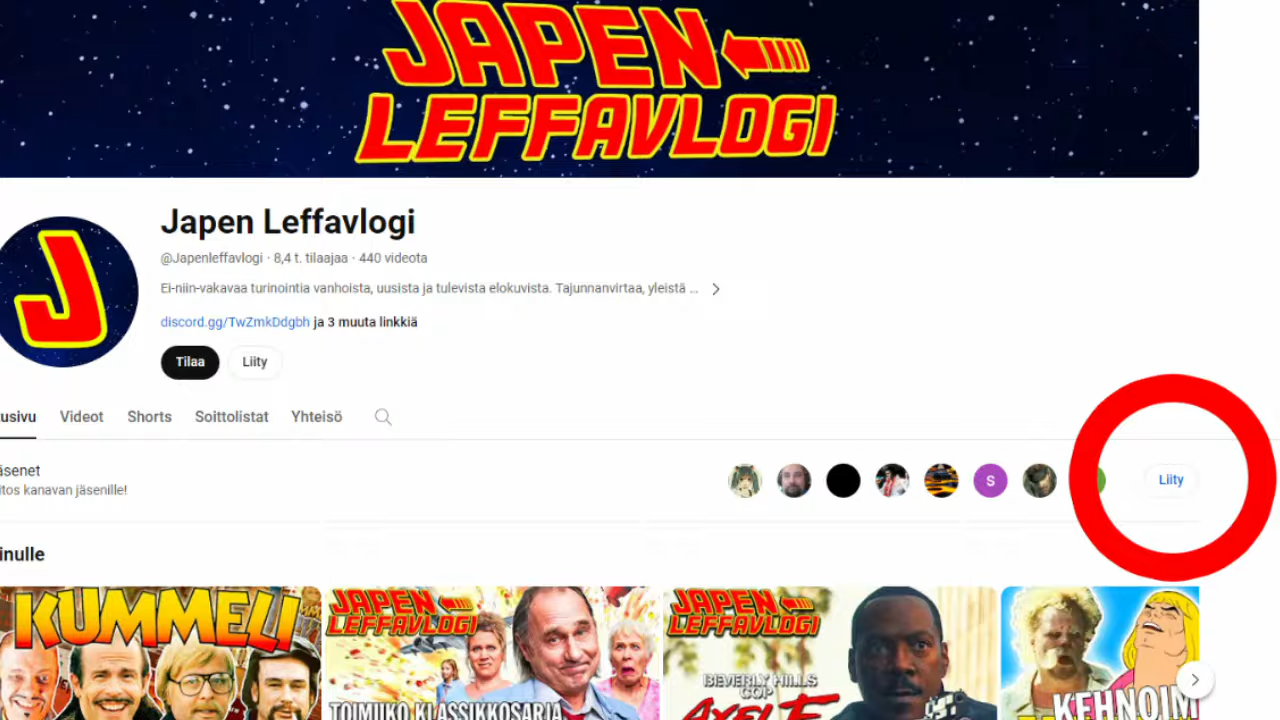 JAPEN
LEFFAVLOGI
J
Japen Leffavlogi
@Japenleffavlogi · 8,4 t. tilaajaa · 440 videota
Ei-niin-vakavaa turinointia vanhoista, uusista ja tulevista elokuvista. Tajunnanvirtaa, yleistä ...
discord.gg/TwZmkDdgbh ja 3 muuta linkkiä
Tilaa Liity
usivu Videot Shorts Soittolistat Yhteisö
äsenet
itos kanavan jäsenille!
S
Liity
inulle
KUMMELI
JAPEN
LEFFAVLOGI
TOIMIIKO KLASSIKKOSARJA
JAPEN
LEFFAVLOGI
BEVERLY HILLS
COP
AXEL F
KEHNOIM